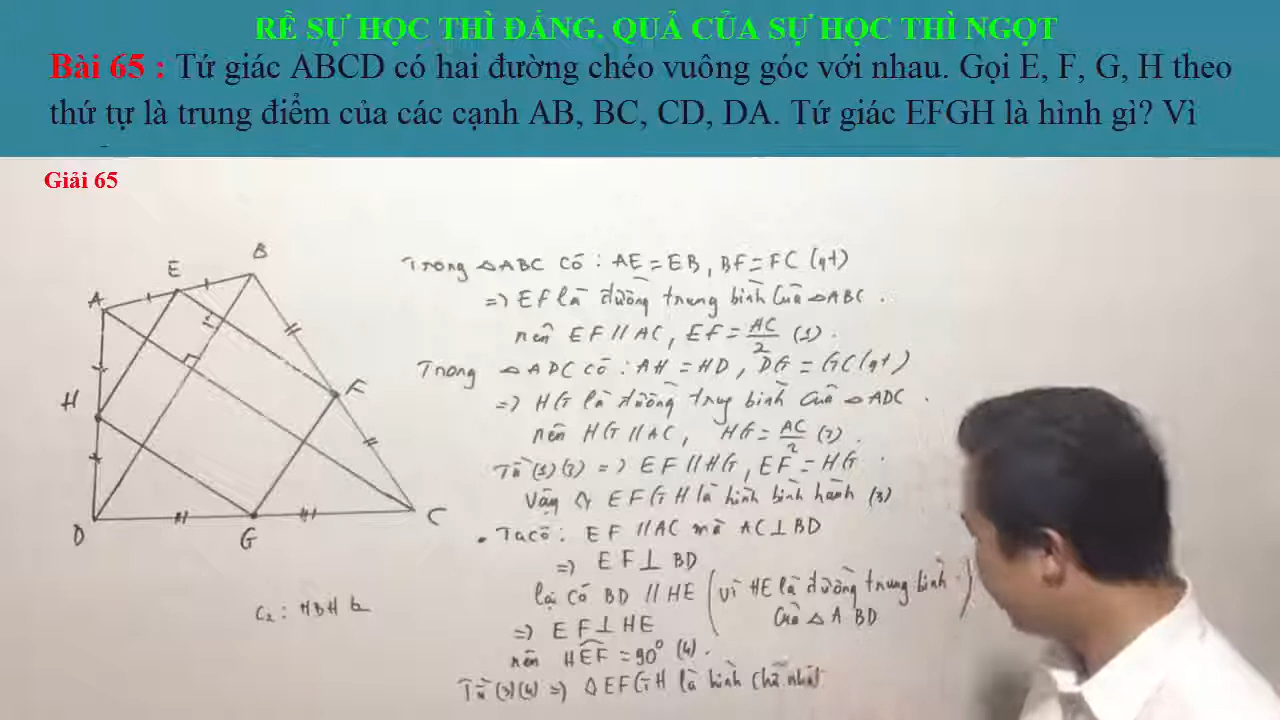 RỄ SỰ HỌC THÌ ĐẮNG, QUẢ CỦA SỰ HỌC THÌ NGỌT
Bài 65 : Tứ giác ABCD có hai đường chéo vuông góc với nhau. Gọi E, F, G, H theo
thứ tự là trung điểm của các cạnh AB, BC, CD, DA. Tứ giác EFGH là hình gì? Vì
Giải 65
B
E
A
F
H
D
G
C
C₂: HBH
Trong △ABC có: AE = EB, BF = FC (gt)
=> EF là đường trung bình của △ABC.
nên EF // AC, EF = AC/2 (1).
Trong △ADC có: AH = HD, DG = GC (gt)
=> HG là đường trung bình của △ADC.
nên HG // AC, HG = AC/2 (2).
Từ (1)(2) => EF // HG, EF = HG.
Vậy EFGH là hình bình hành (3)
• Ta có: EF // AC mà AC ⊥ BD
=> EF ⊥ BD
lại có BD // HE (vì HE là đường trung bình
của △ABD)
=> EF ⊥ HE
nên HEF = 90° (4).
Từ (3)(4) => EFGH là hình chữ nhật